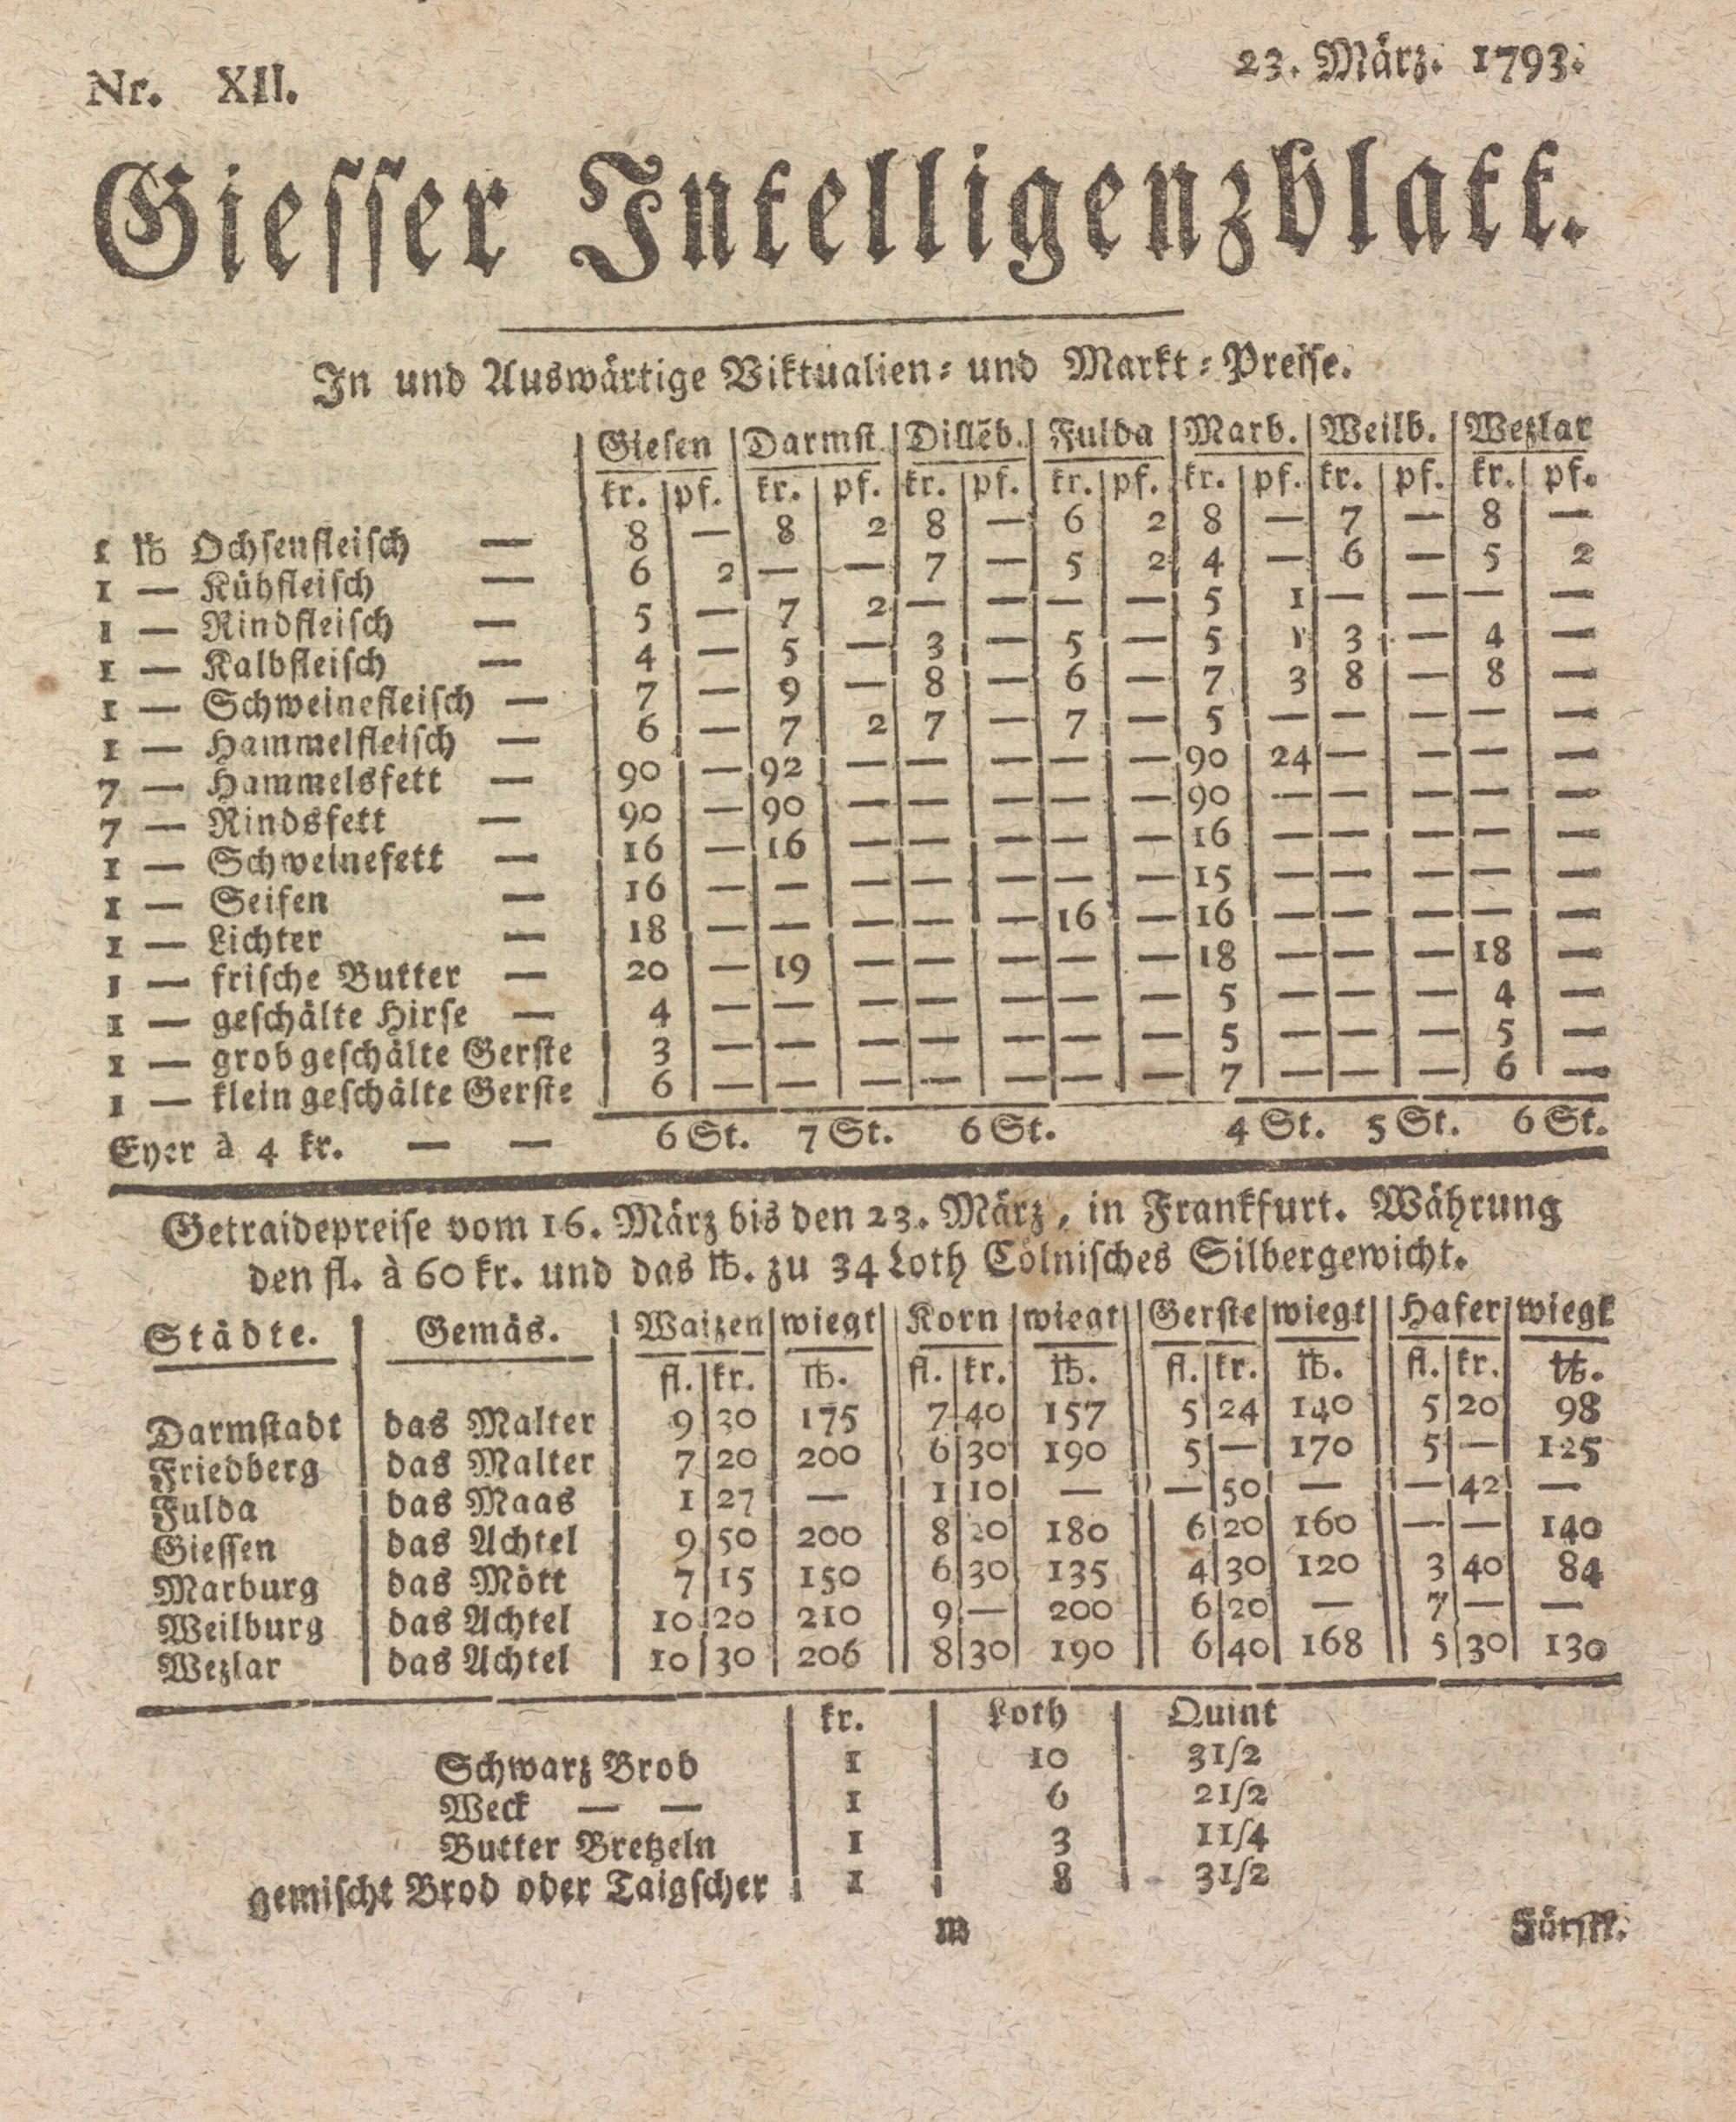 Nr. XII. 23. März. 1793.
Giesser Intelligenzblatt.
In und Auswärtige Viktualien- und Markt-Preise.
Giesen | Darmst. | Dillēb. | Fulda | Marb. | Weilb. | Wezlar
kr. | pf. | kr. | pf. | kr. | pf. | kr. | pf. | kr. | pf. | kr. | pf. | kr. | pf.
1 ℔ Ochsenfleisch — 8 | — | 8 | 2 | 8 | — | 6 | 2 | 8 | — | 7 | — | 8 | —
1 — Kühfleisch — 6 | 2 | — | — | 7 | — | 5 | 2 | 4 | — | 6 | — | 5 | 2
1 — Rindfleisch — 5 | — | 7 | 2 | — | — | — | — | 5 | 1 | — | — | — | —
1 — Kalbfleisch — 4 | — | 5 | — | 3 | — | 5 | — | 5 | 1 | 3 | — | 4 | —
1 — Schweinefleisch — 7 | — | 9 | — | 8 | — | 6 | — | 7 | 3 | 8 | — | 8 | —
1 — Hammelfleisch — 6 | — | 7 | 2 | 7 | — | 7 | — | 5 | — | — | — | — | —
7 — Hammelsfett — 90 | — | 92 | — | — | — | — | — | 90 | 24 | — | — | — | —
7 — Rindsfett — 90 | — | 90 | — | — | — | — | — | 90 | — | — | — | — | —
1 — Schweinefett — 16 | — | 16 | — | — | — | — | — | 16 | — | — | — | — | —
1 — Seifen — 16 | — | — | — | — | — | — | — | 15 | — | — | — | — | —
1 — Lichter — 18 | — | — | — | — | — | 16 | — | 16 | — | — | — | — | —
1 — frische Butter — 20 | — | 19 | — | — | — | — | — | 18 | — | — | — | 18 | —
1 — geschälte Hirse — 4 | — | — | — | — | — | — | — | 5 | — | — | — | 4 | —
1 — grob geschälte Gerste 3 | — | — | — | — | — | — | — | 5 | — | — | — | 5 | —
1 — klein geschälte Gerste 6 | — | — | — | — | — | — | — | 7 | — | — | — | 6 | —
Eyer à 4 kr. — — 6 St. 7 St. 6 St. 4 St. 5 St. 6 St.
Getraidepreise vom 16. März bis den 23. März, in Frankfurt. Währung
den fl. à 60 kr. und das ℔. zu 34 Loth Cölnisches Silbergewicht.
Städte. | Gemäs. | Waizen | wiegt | Korn | wiegt | Gerste | wiegt | Hafer | wiegt
fl. | kr. | ℔. | fl. | kr. | ℔. | fl. | kr. | ℔. | fl. | kr. | ℔.
Darmstadt | das Malter | 9 | 30 | 175 | 7 | 40 | 157 | 5 | 24 | 140 | 5 | 20 | 98
Friedberg | das Malter | 7 | 20 | 200 | 6 | 30 | 190 | 5 | — | 170 | 5 | — | 125
Fulda | das Maas | 1 | 27 | — | 1 | 10 | — | — | 50 | — | — | 42 | —
Giessen | das Achtel | 9 | 50 | 200 | 8 | 20 | 180 | 6 | 20 | 160 | — | — | 140
Marburg | das Mött | 7 | 15 | 150 | 6 | 30 | 135 | 4 | 30 | 120 | 3 | 40 | 84
Weilburg | das Achtel | 10 | 20 | 210 | 9 | — | 200 | 6 | 20 | — | 7 | — | —
Wezlar | das Achtel | 10 | 30 | 206 | 8 | 30 | 190 | 6 | 40 | 168 | 5 | 30 | 130
kr. | Loth | Quint
Schwarz Brod | 1 | 10 | 3 1/2
Weck — — | 1 | 6 | 2 1/2
Butter Bretzeln | 1 | 3 | 1 1/4
gemischt Brod oder Taigscher | 1 | 8 | 3 1/2
M Fürstl.